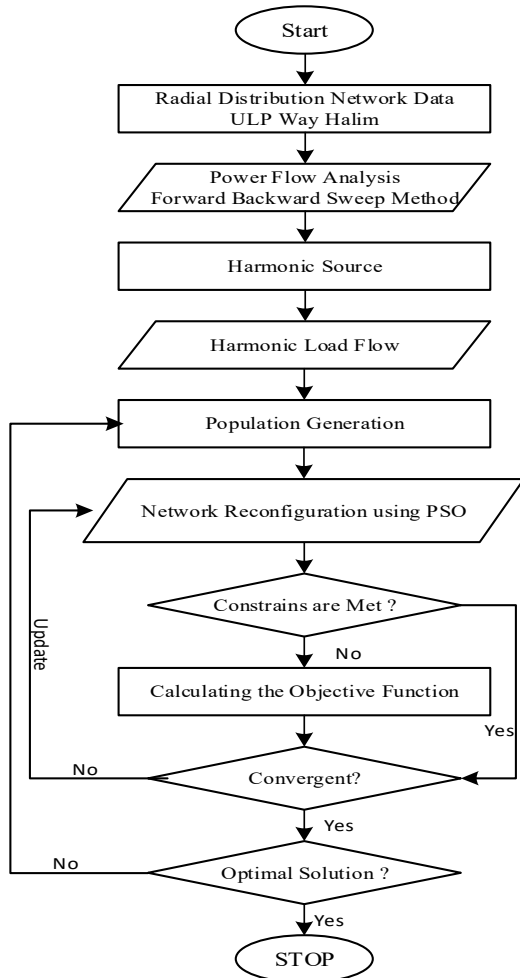 Start
Radial Distribution Network Data
ULP Way Halim
Power Flow Analysis
Forward Backward Sweep Method
Harmonic Source
Harmonic Load Flow
Population Generation
Network Reconfiguration using PSO
Constrains are Met ?
No
Update
Calculating the Objective Function
Yes
No
Convergent?
Yes
No
Optimal Solution ?
Yes
STOP